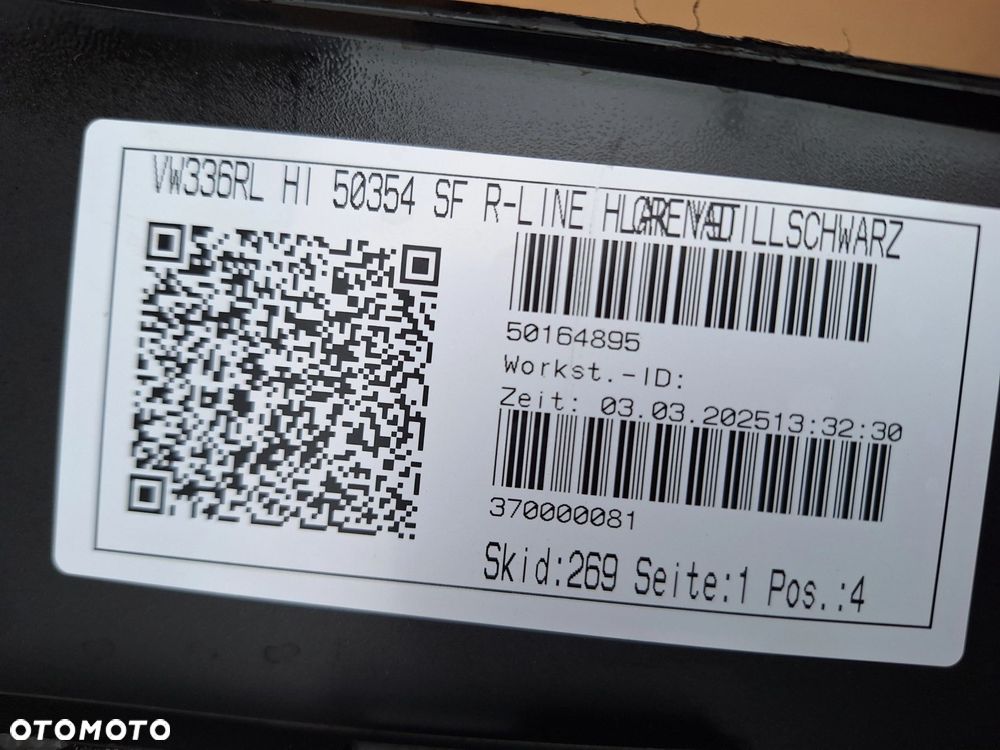 VW336RL HI 50354 SF R-LINE
50164895
Workst.-ID:
Zeit: 03.03.202513:32:30
370000081
Skid:269 Seite:1 Pos.:4
OTOMOTO